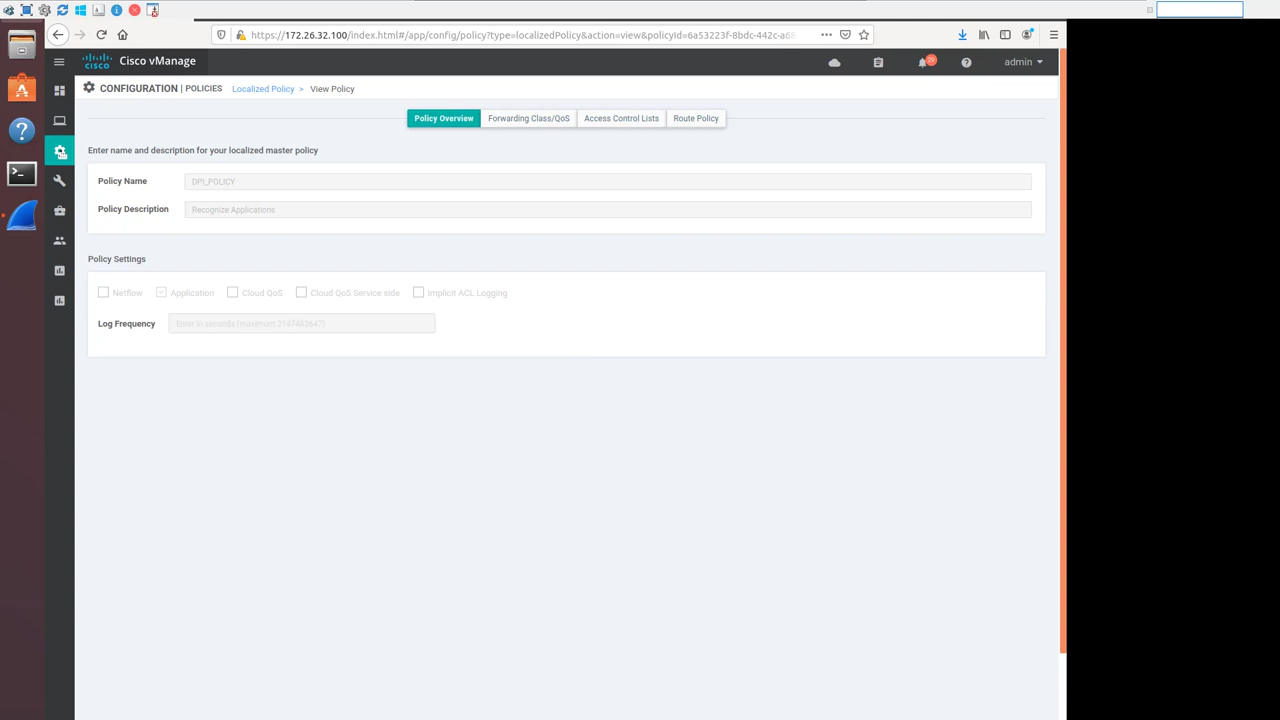 https://172.26.32.100/index.html#/app/config/policy?type=localizedPolicy&action=view&policyId=6a53223f-8bdc-442c-a68
cisco Cisco vManage
29
admin
CONFIGURATION | POLICIES Localized Policy > View Policy
Policy Overview Forwarding Class/QoS Access Control Lists Route Policy
Enter name and description for your localized master policy
Policy Name DPI_POLICY
Policy Description Recognize Applications
Policy Settings
Netflow Application Cloud QoS Cloud QoS Service side Implicit ACL Logging
Log Frequency Enter in seconds (maximum 2147483647)